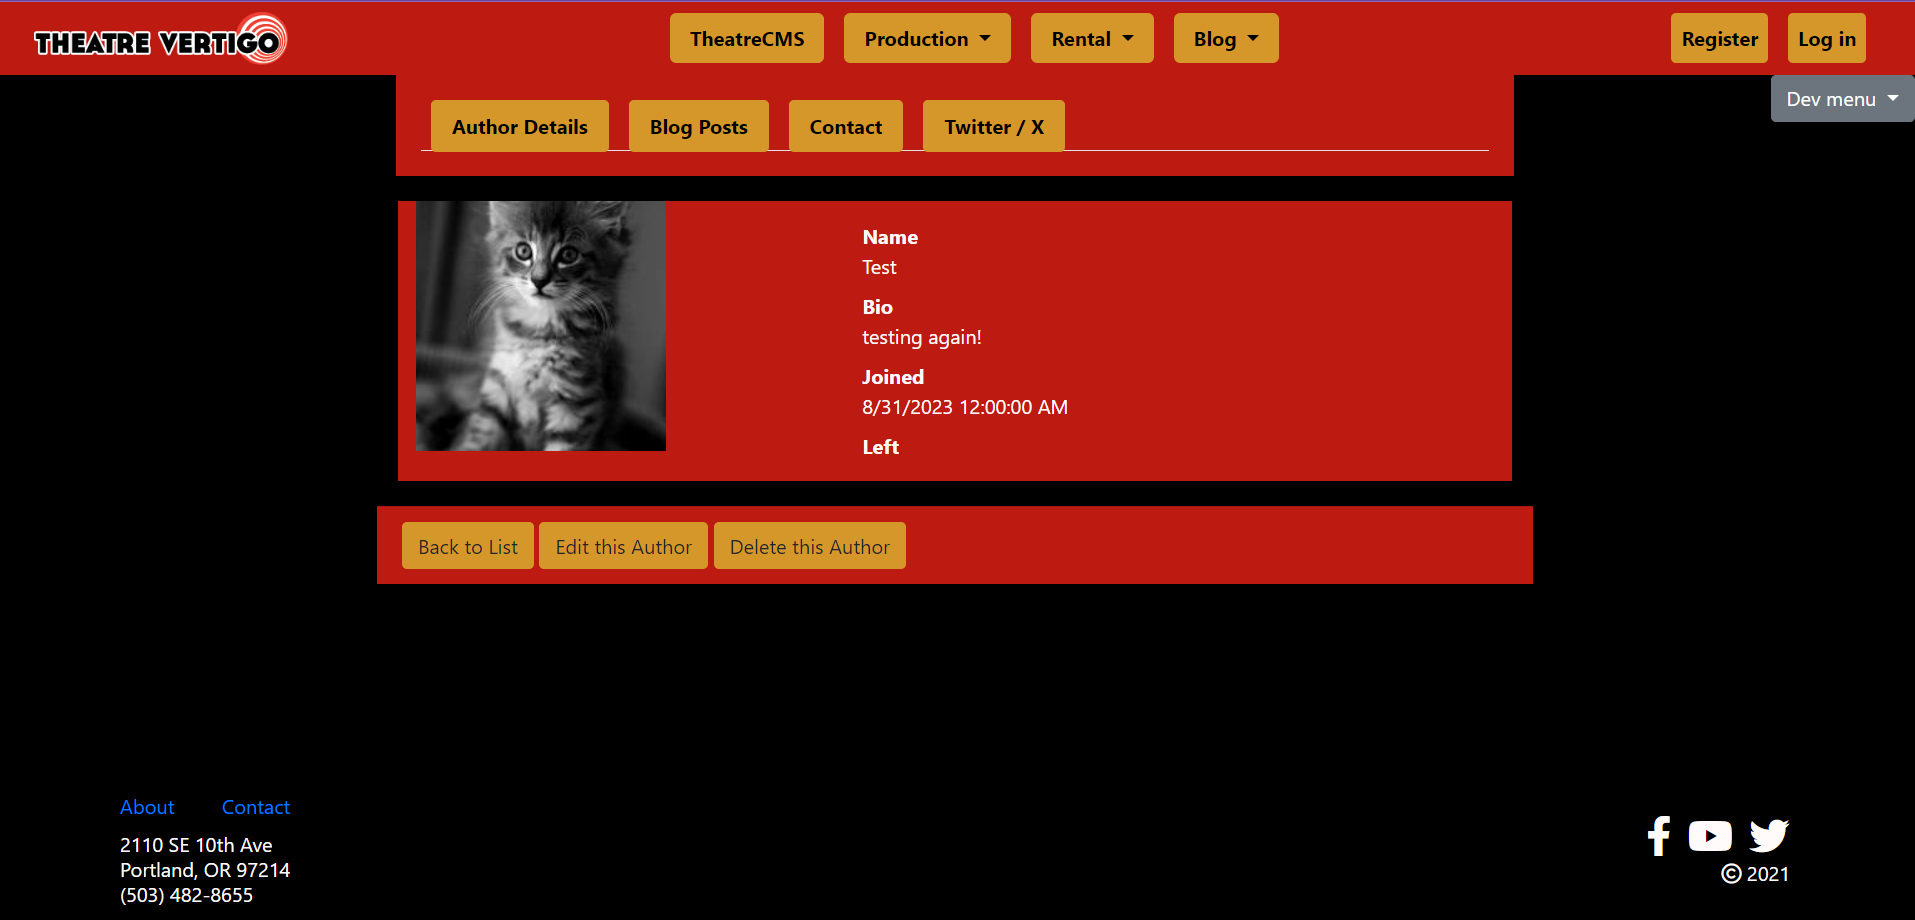 THEATRE VERTIGO
TheatreCMS
Production
Rental
Blog
Register
Log in
Dev menu
Author Details
Blog Posts
Contact
Twitter / X
Name
Test
Bio
testing again!
Joined
8/31/2023 12:00:00 AM
Left
Back to List
Edit this Author
Delete this Author
About
Contact
2110 SE 10th Ave
Portland, OR 97214
(503) 482-8655
© 2021